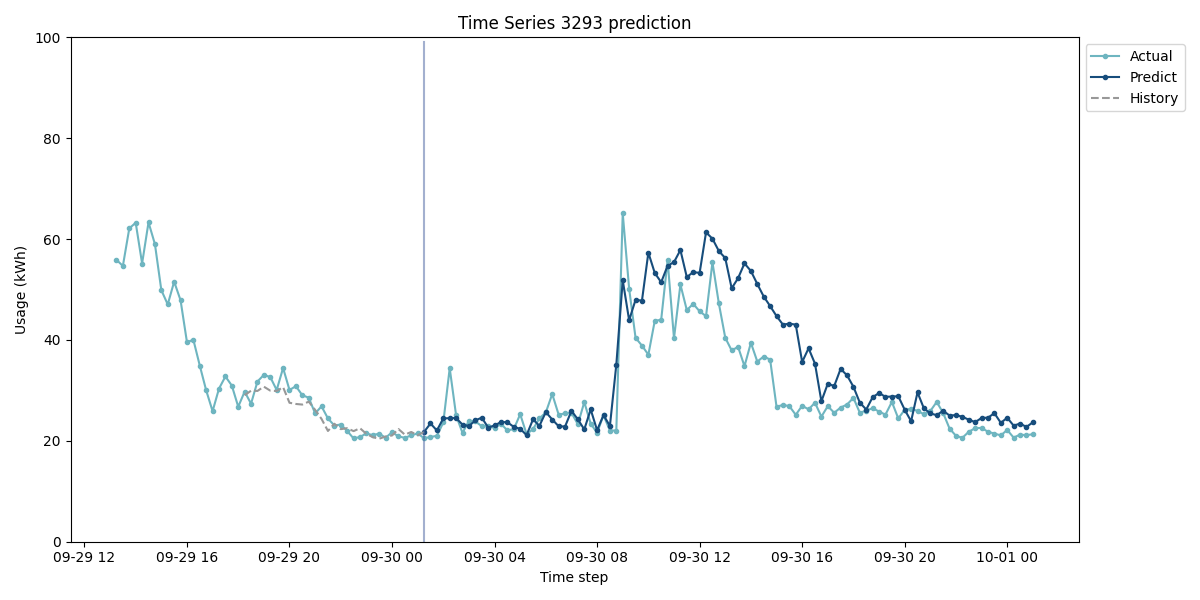 Time Series 3293 prediction
100
80
60
40
20
0
Usage (kWh)
09-29 12
09-29 16
09-29 20
09-30 00
09-30 04
09-30 08
09-30 12
09-30 16
09-30 20
10-01 00
Time step
Actual
Predict
History